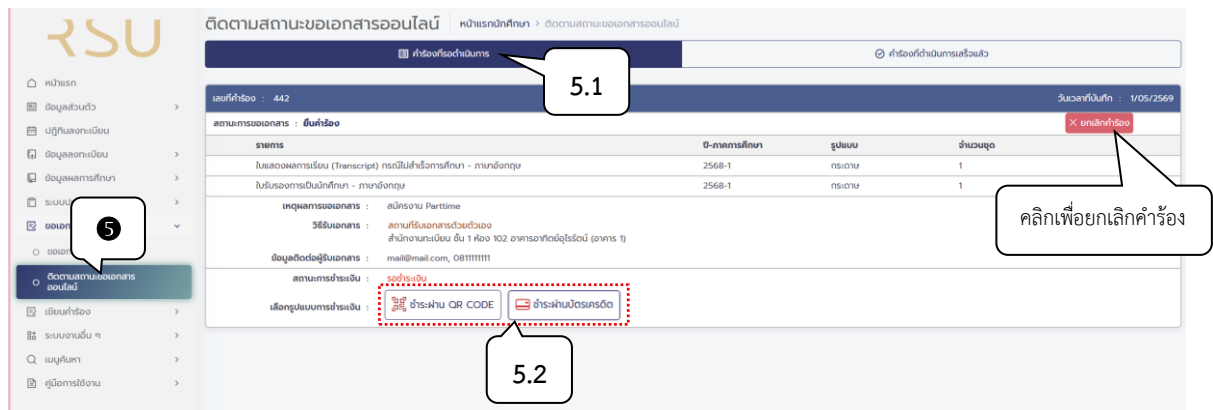 RSU
ติดตามสถานะขอเอกสารออนไลน์ หน้าแรกนักศึกษา > ติดตามสถานะขอเอกสารออนไลน์
คำร้องที่รอดำเนินการ คำร้องที่ดำเนินการเสร็จแล้ว
5.1
หน้าแรก
ข้อมูลส่วนตัว
ปฏิทินลงทะเบียน
ข้อมูลลงทะเบียน
ข้อมูลผลการศึกษา
ระบบ
ขอเอก
5
ขอเอก
ติดตามสถานะขอเอกสาร
ออนไลน์
เขียนคำร้อง
ระบบงานอื่น ๆ
เมนูค้นหา
คู่มือการใช้งาน
เลขที่คำร้อง : 442 วันเวลาที่บันทึก : 1/05/2569
สถานะการขอเอกสาร : ยื่นคำร้อง × ยกเลิกคำร้อง
รายการ ปี-ภาคการศึกษา รูปแบบ จำนวนชุด
ใบแสดงผลการเรียน (Transcript) กรณีไม่สำเร็จการศึกษา - ภาษาอังกฤษ 2568-1 กระดาษ 1
ใบรับรองการเป็นนักศึกษา - ภาษาอังกฤษ 2568-1 กระดาษ 1
เหตุผลการขอเอกสาร : สมัครงาน Parttime
วิธีรับเอกสาร : สถานที่รับเอกสารด้วยตัวเอง
สำนักงานทะเบียน ชั้น 1 ห้อง 102 อาคารอาทิตย์อุไรรัตน์ (อาคาร 1)
ข้อมูลติดต่อผู้รับเอกสาร : mail@mail.com, 0811111111
สถานะการชำระเงิน : รอชำระเงิน
เลือกรูปแบบการชำระเงิน : ชำระผ่าน QR CODE ชำระผ่านบัตรเครดิต
คลิกเพื่อยกเลิกคำร้อง
5.2